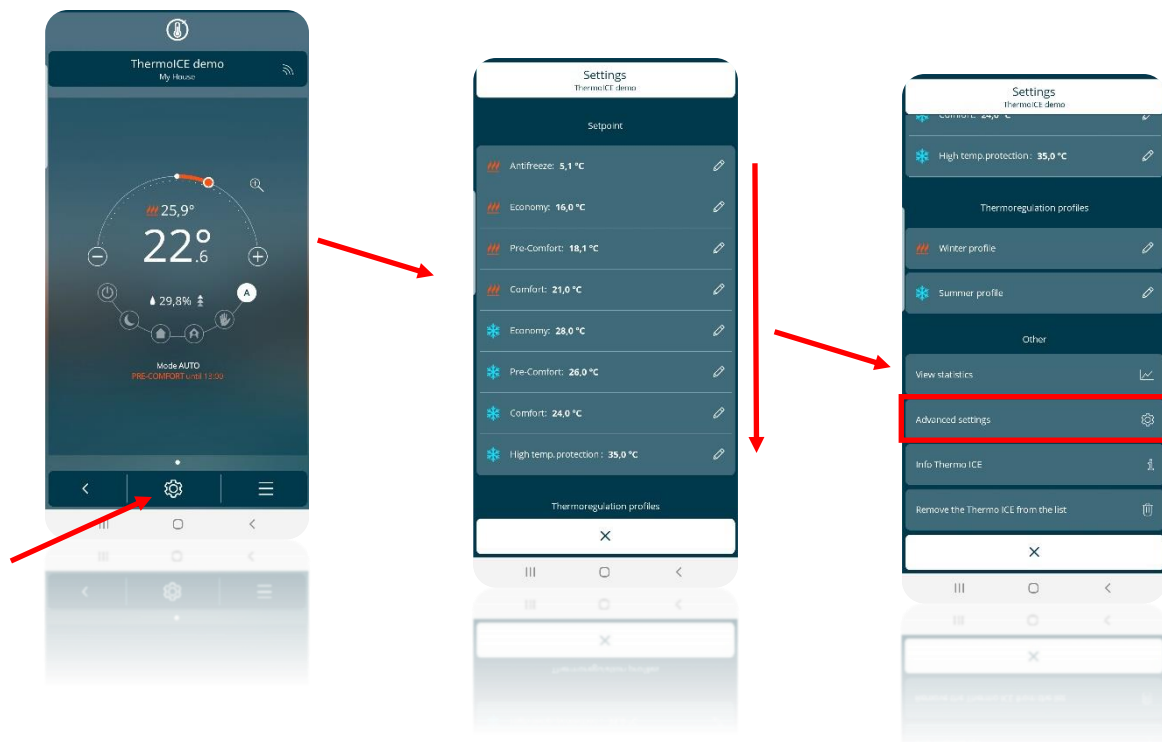 ThermoICE demo
My House
25,9°
22°.6
29,8%
A
Mode AUTO
PRE-COMFORT until 13:00
Settings
ThermoICE demo
Setpoint
Antifreeze: 5,1 °C
Economy: 16,0 °C
Pre-Comfort: 18,1 °C
Comfort: 21,0 °C
Economy: 28,0 °C
Pre-Comfort: 26,0 °C
Comfort: 24,0 °C
High temp. protection : 35,0 °C
Thermoregulation profiles
Settings
ThermoICE demo
Comfort: 24,0 °C
High temp. protection : 35,0 °C
Thermoregulation profiles
Winter profile
Summer profile
Other
View statistics
Advanced settings
Info Thermo ICE
Remove the Thermo ICE from the list